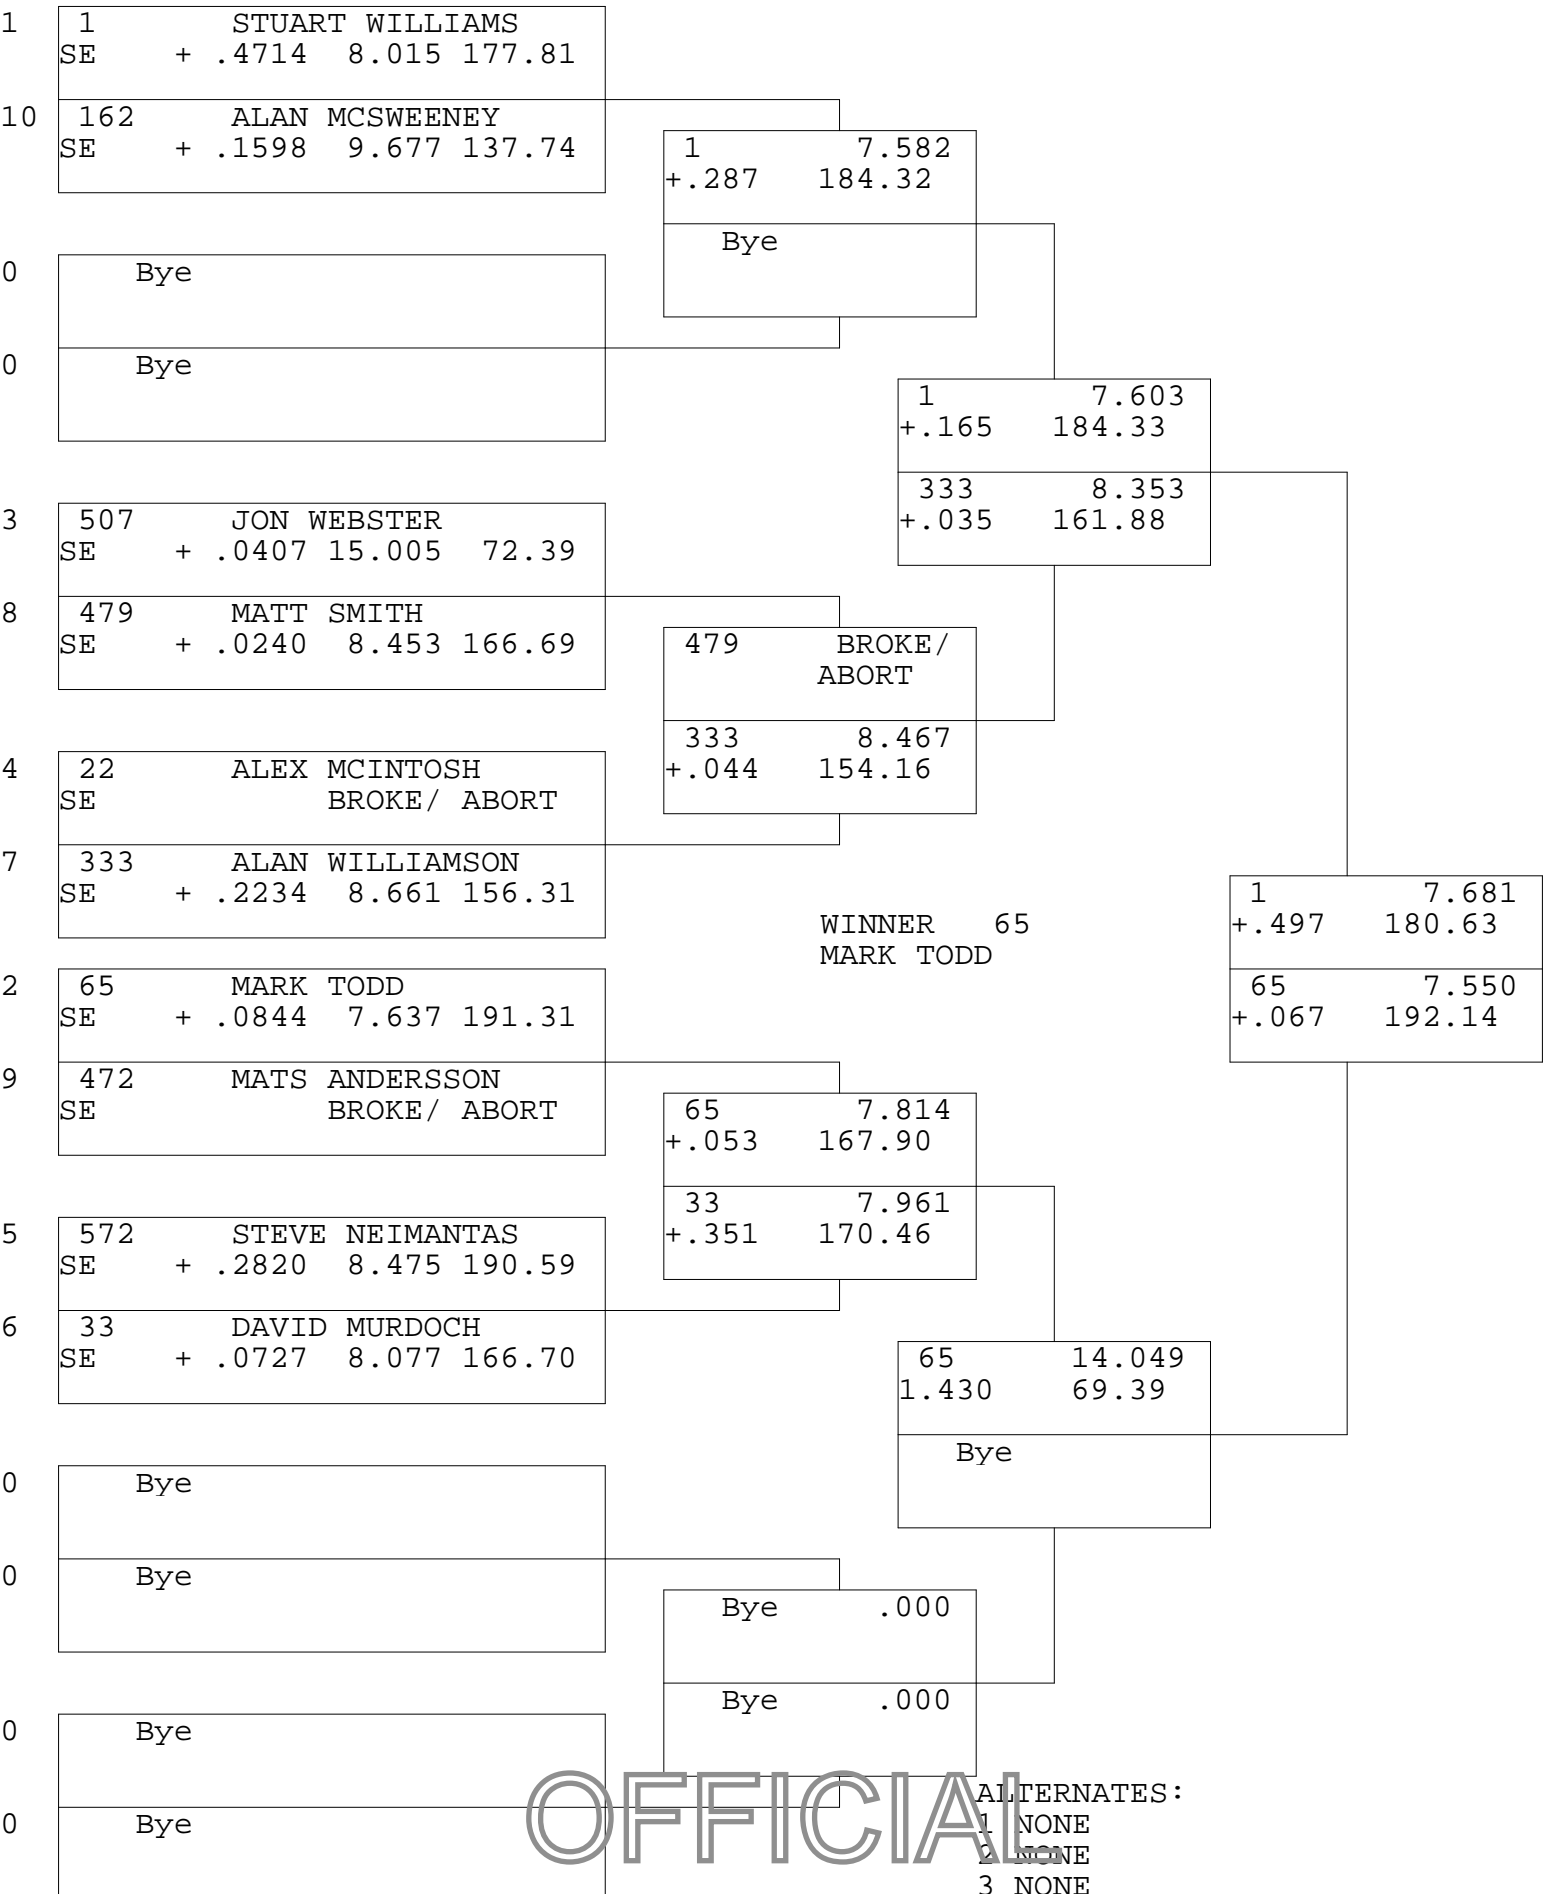 1 1 STUART WILLIAMS
SE + .4714 8.015 177.81
10 162 ALAN MCSWEENEY
SE + .1598 9.677 137.74
1 7.582
+.287 184.32
Bye
0 Bye
0 Bye
1 7.603
+.165 184.33
333 8.353
+.035 161.88
3 507 JON WEBSTER
SE + .0407 15.005 72.39
8 479 MATT SMITH
SE + .0240 8.453 166.69
479 BROKE/
ABORT
333 8.467
+.044 154.16
4 22 ALEX MCINTOSH
SE BROKE/ ABORT
7 333 ALAN WILLIAMSON
SE + .2234 8.661 156.31
WINNER 65
MARK TODD
1 7.681
+.497 180.63
65 7.550
+.067 192.14
2 65 MARK TODD
SE + .0844 7.637 191.31
9 472 MATS ANDERSSON
SE BROKE/ ABORT
65 7.814
+.053 167.90
33 7.961
+.351 170.46
5 572 STEVE NEIMANTAS
SE + .2820 8.475 190.59
6 33 DAVID MURDOCH
SE + .0727 8.077 166.70
65 14.049
1.430 69.39
Bye
0 Bye
0 Bye
Bye .000
Bye .000
0 Bye
0 Bye
OFFICIAL
ALTERNATES:
1 NONE
2 NONE
3 NONE